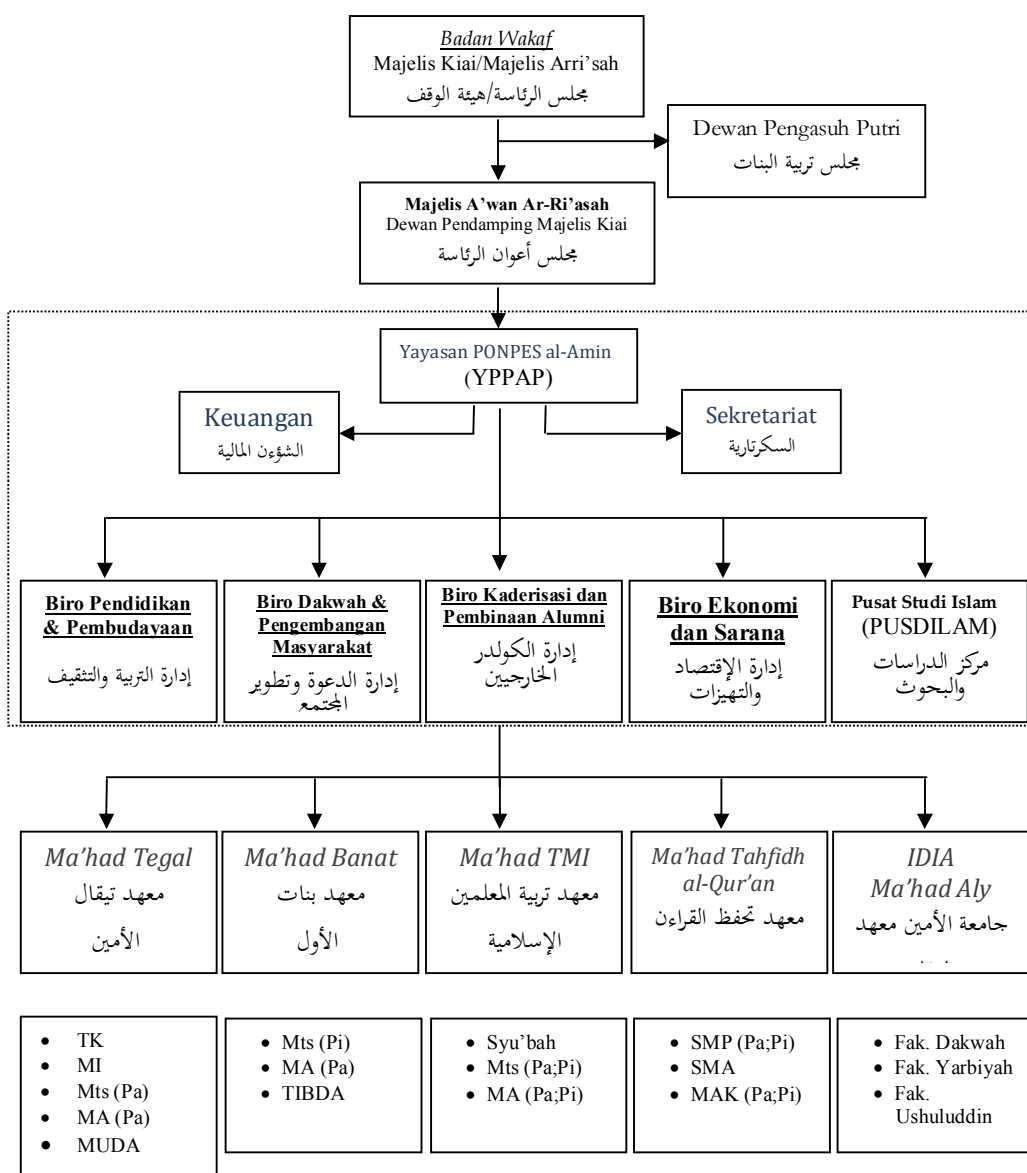 Badan Wakaf
Majelis Kiai/Majelis Arri’sah
مجلس الرئاسة/هيئة الوقف
Dewan Pengasuh Putri
مجلس تربية البنات
Majelis A’wan Ar-Ri’asah
Dewan Pendamping Majelis Kiai
مجلس أعوان الرئاسة
Yayasan PONPES al-Amin
(YPPAP)
Keuangan
الشؤءن المالية
Sekretariat
السكرتارية
Biro Pendidikan
& Pembudayaan
إدارة التربية والتثقيف
Biro Dakwah &
Pengembangan
Masyarakat
إدارة الدعوة وتطوير
المجتمع
Biro Kaderisasi dan
Pembinaan Alumni
إدارة الكولدر
الخارجيين
Biro Ekonomi
dan Sarana
إدارة الإقتصاد
والتهيزات
Pusat Studi Islam
(PUSDILAM)
مركز الدراسات
والبحوث
Ma’had Tegal
معهد تيقال
الأمين
Ma’had Banat
معهد بنات
الأول
Ma’had TMI
معهد تربية المعلمين
الإسلامية
Ma’had Tahfidh
al-Qur’an
معهد تحفظ القراءن
IDIA
Ma’had Aly
جامعة الأمين معهد
• TK
• MI
• Mts (Pa)
• MA (Pa)
• MUDA
• Mts (Pi)
• MA (Pa)
• TIBDA
• Syu’bah
• Mts (Pa;Pi)
• MA (Pa;Pi)
• SMP (Pa;Pi)
• SMA
• MAK (Pa;Pi)
• Fak. Dakwah
• Fak. Yarbiyah
• Fak.
Ushuluddin